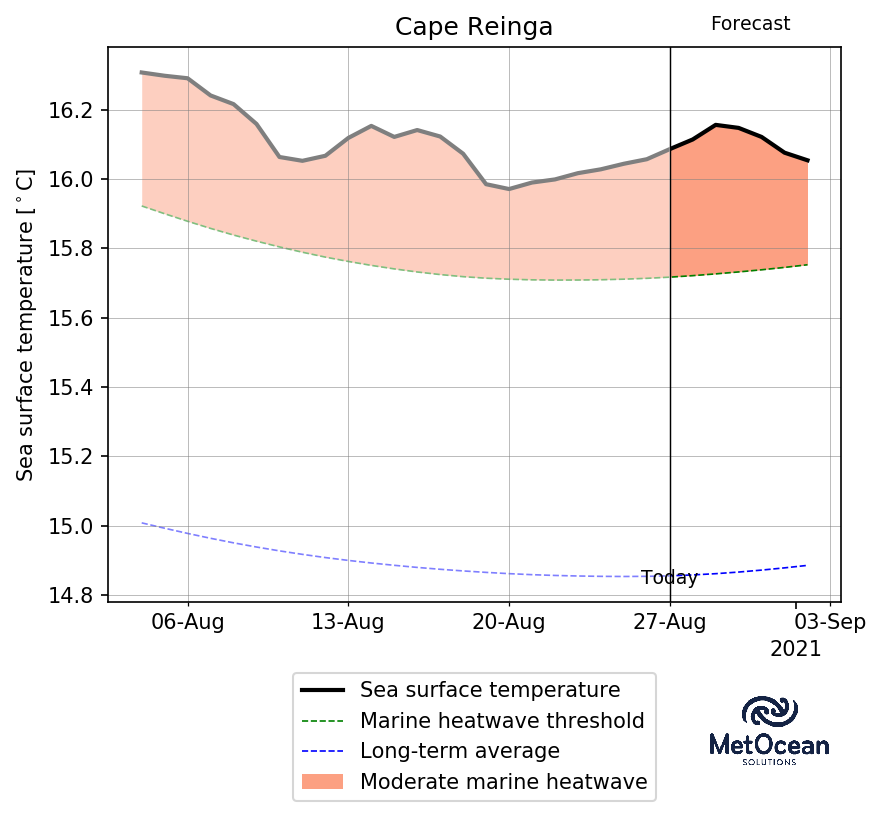 Cape Reinga
Forecast
Sea surface temperature [°C]
16.2
16.0
15.8
15.6
15.4
15.2
15.0
14.8
Today
06-Aug 13-Aug 20-Aug 27-Aug 03-Sep
2021
Sea surface temperature
Marine heatwave threshold
Long-term average
Moderate marine heatwave
MetOcean
SOLUTIONS